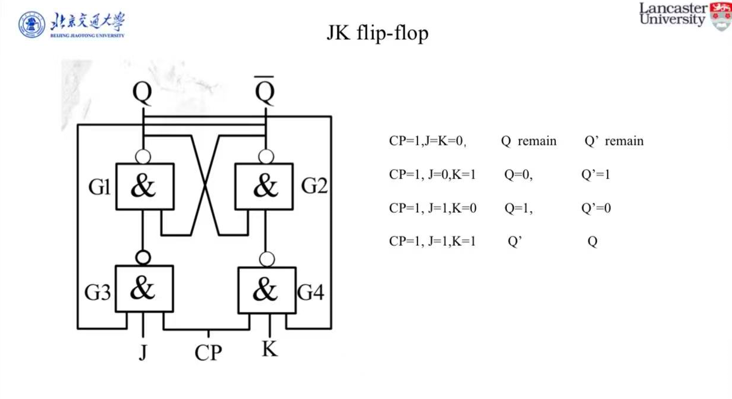 北京交通大学
BEIJING JIAOTONG UNIVERSITY
Lancaster
University
JK flip-flop
Q Q̅
G1 & & G2
G3 & & G4
J CP K
CP=1,J=K=0, Q remain Q’ remain
CP=1, J=0,K=1 Q=0, Q’=1
CP=1, J=1,K=0 Q=1, Q’=0
CP=1, J=1,K=1 Q’ Q